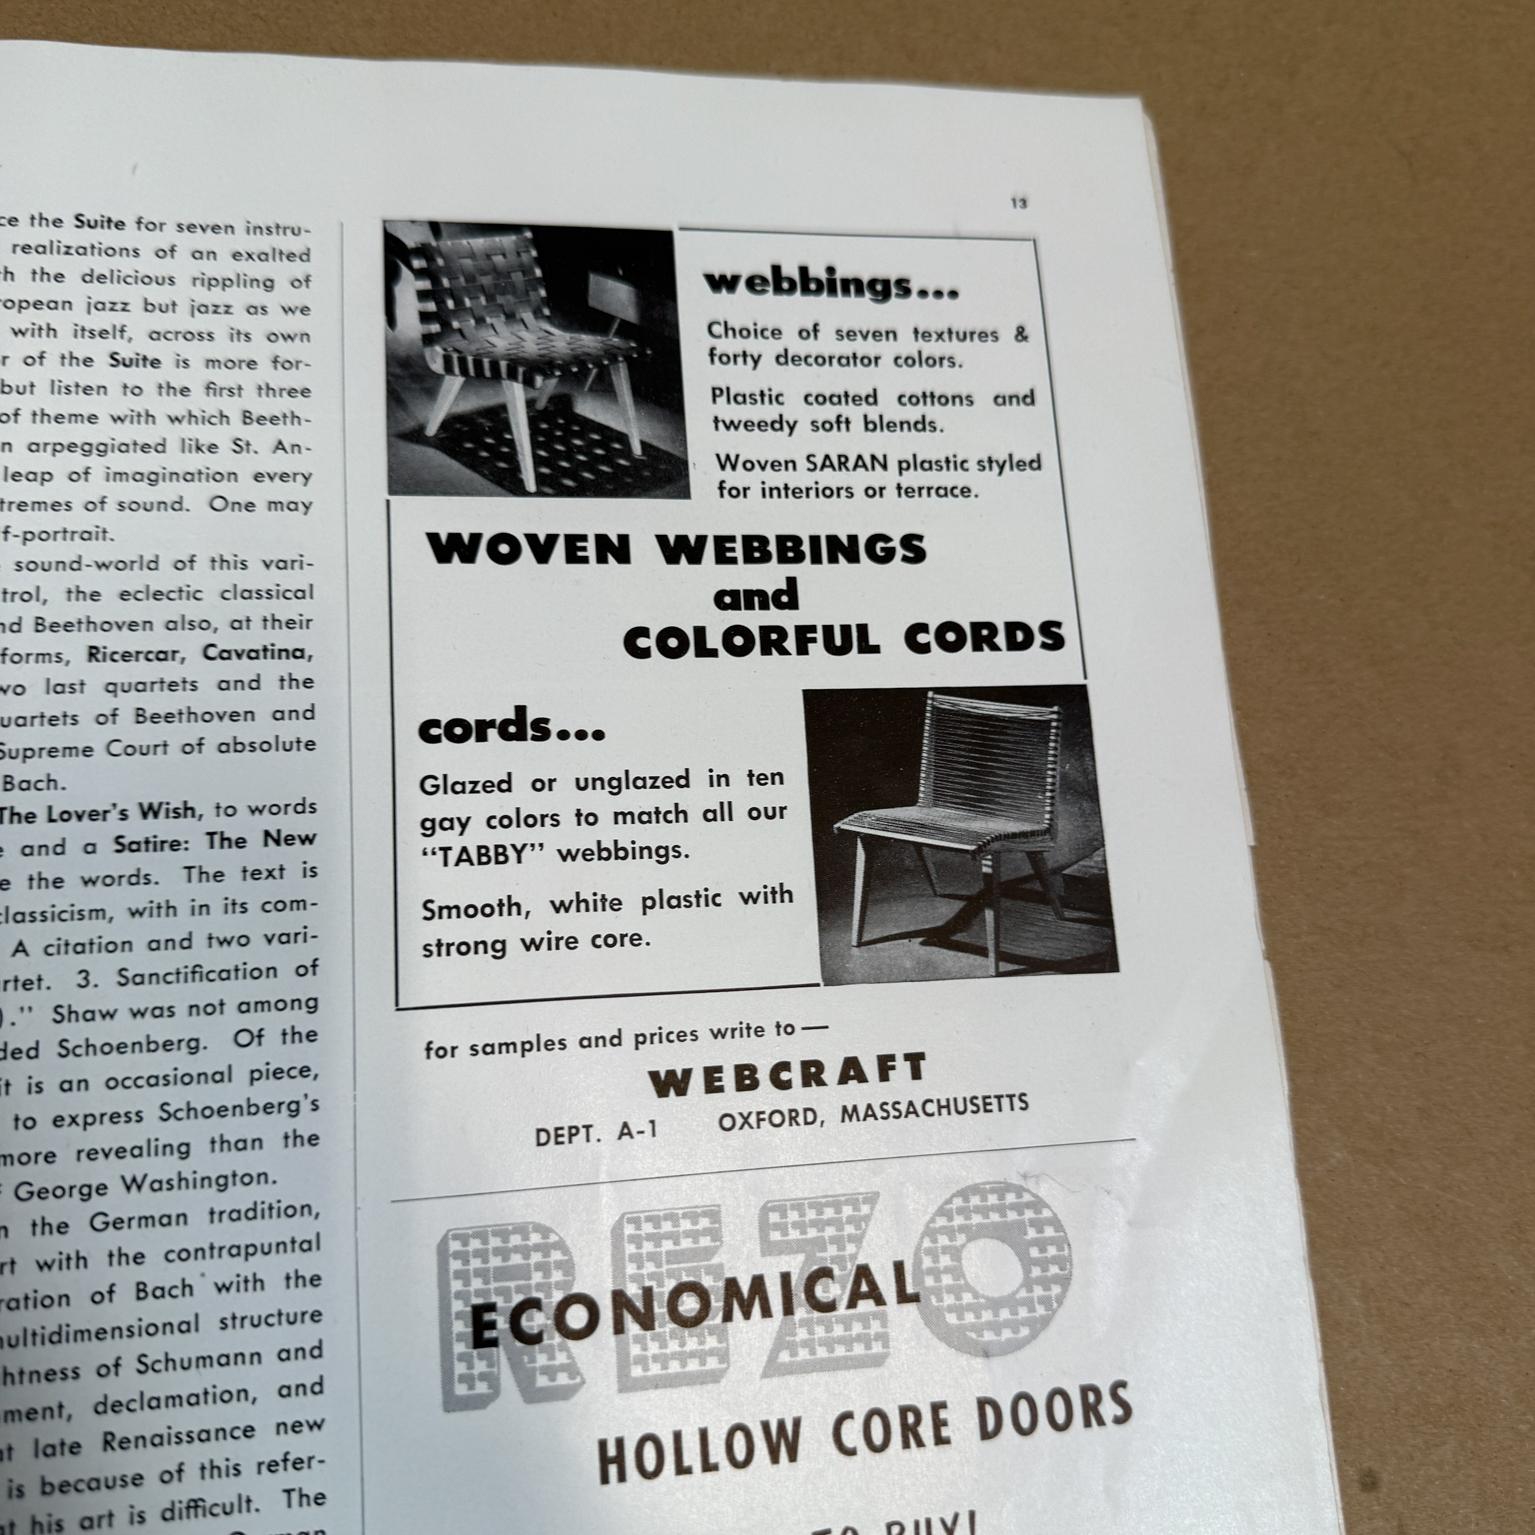 13
ce the Suite for seven instru-
realizations of an exalted
th the delicious rippling of
ropean jazz but jazz as we
with itself, across its own
r of the Suite is more for-
but listen to the first three
of theme with which Beeth-
n arpeggiated like St. An-
leap of imagination every
tremes of sound. One may
f-portrait.
sound-world of this vari-
trol, the eclectic classical
nd Beethoven also, at their
forms, Ricercar, Cavatina,
wo last quartets and the
uartets of Beethoven and
Supreme Court of absolute
Bach.
The Lover's Wish, to words
e and a Satire: The New
e the words. The text is
classicism, with in its com-
A citation and two vari-
rtet. 3. Sanctification of
)." Shaw was not among
ded Schoenberg. Of the
it is an occasional piece,
to express Schoenberg's
more revealing than the
f George Washington.
n the German tradition,
rt with the contrapuntal
ration of Bach with the
multidimensional structure
htness of Schumann and
ment, declamation, and
at late Renaissance new
is because of this refer-
at his art is difficult. The
webbings...
Choice of seven textures &
forty decorator colors.
Plastic coated cottons and
tweedy soft blends.
Woven SARAN plastic styled
for interiors or terrace.
WOVEN WEBBINGS
and
COLORFUL CORDS
cords...
Glazed or unglazed in ten
gay colors to match all our
"TABBY" webbings.
Smooth, white plastic with
strong wire core.
for samples and prices write to—
WEBCRAFT
DEPT. A-1 OXFORD, MASSACHUSETTS
REZO
ECONOMICAL
HOLLOW CORE DOORS
TO BUY!